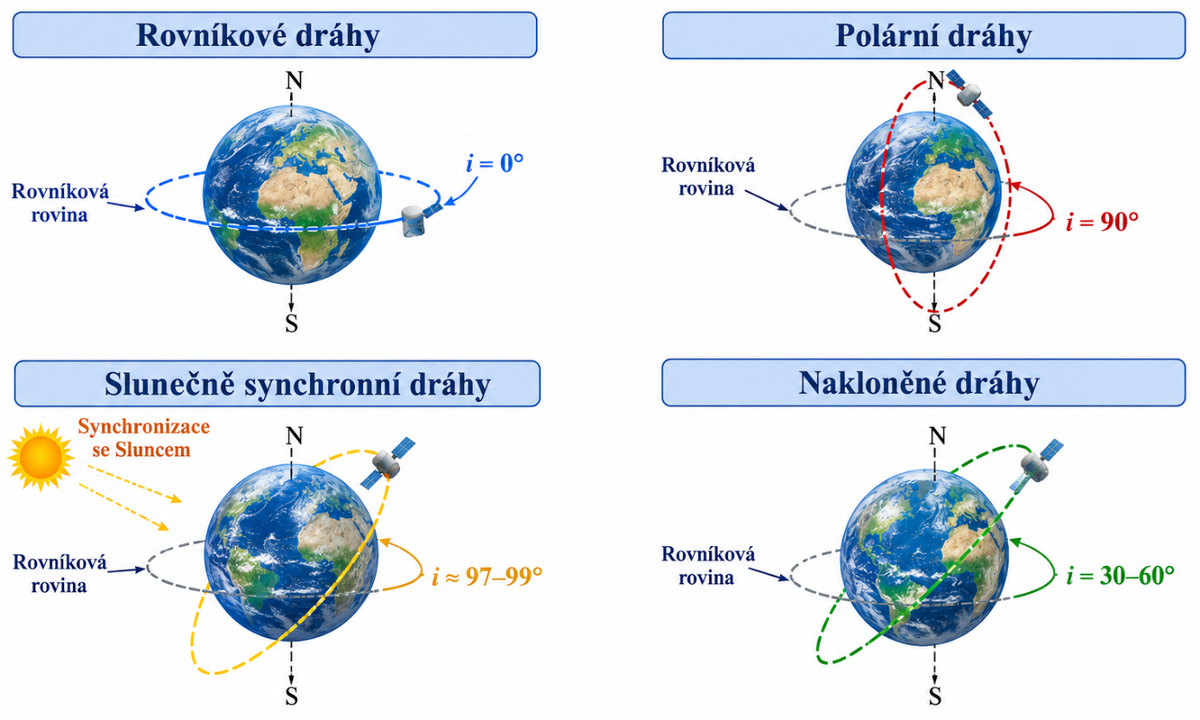 Rovníkové dráhy
N
i = 0°
Rovníková
rovina
S
Polární dráhy
N
Rovníková
rovina
i = 90°
S
Slunečně synchronní dráhy
Synchronizace
se Sluncem
N
Rovníková
rovina
i ≈ 97–99°
S
Nakloněné dráhy
N
Rovníková
rovina
i = 30–60°
S